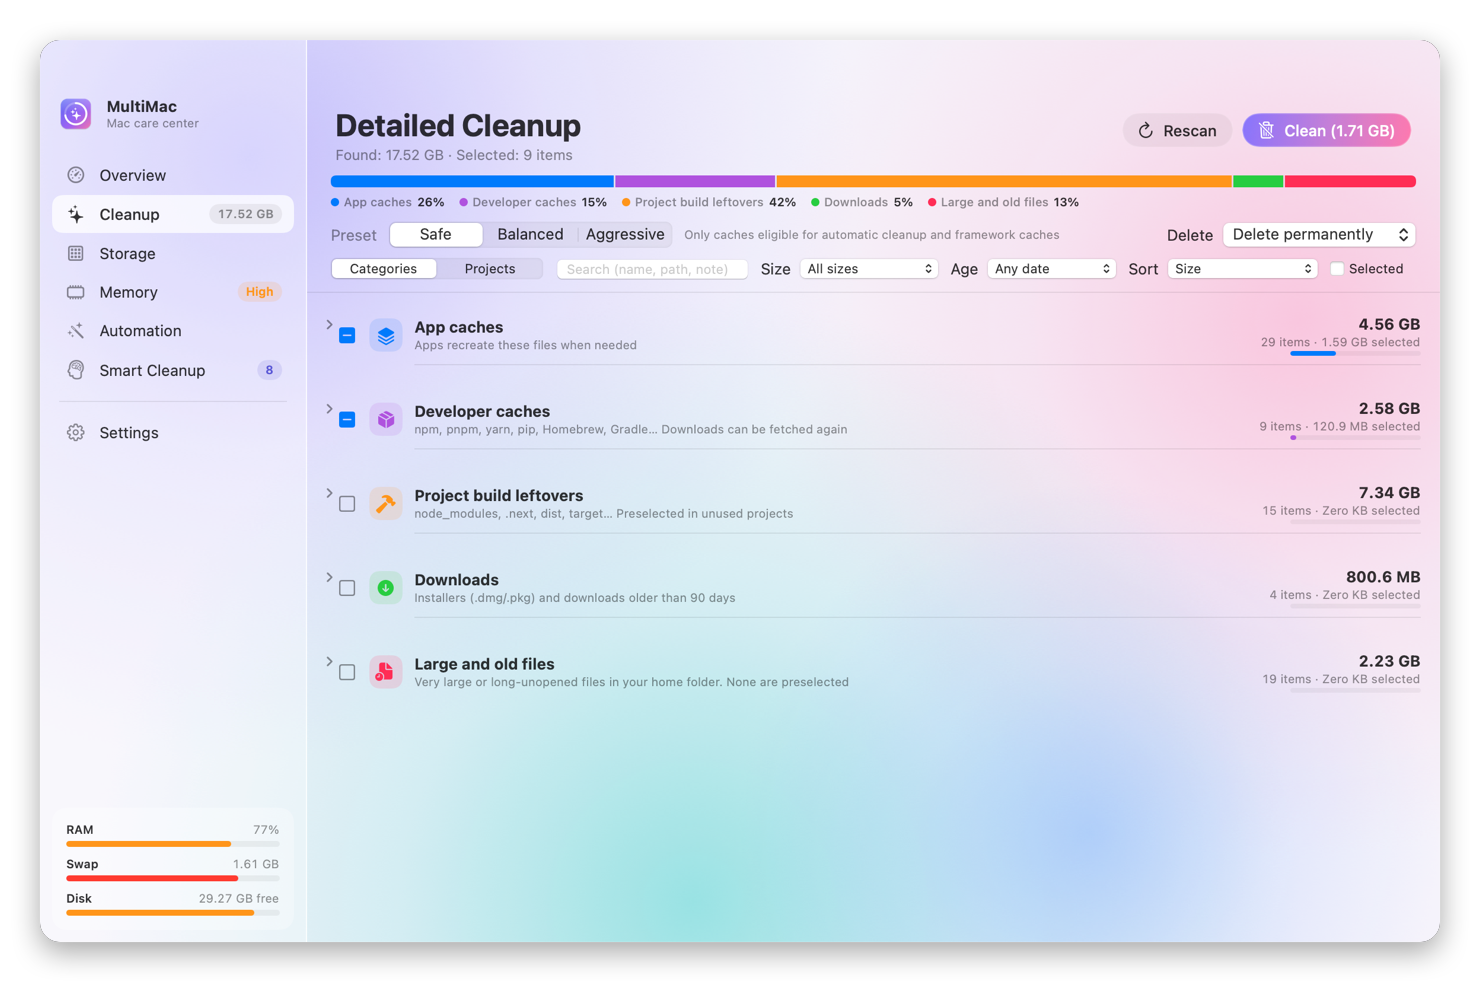 MultiMac
Mac care center
Overview
Cleanup 17.52 GB
Storage
Memory High
Automation
Smart Cleanup 8
Settings
RAM 77%
Swap 1.61 GB
Disk 29.27 GB free
Detailed Cleanup
Found: 17.52 GB · Selected: 9 items
Rescan
Clean (1.71 GB)
App caches 26% Developer caches 15% Project build leftovers 42% Downloads 5% Large and old files 13%
Preset Safe Balanced Aggressive Only caches eligible for automatic cleanup and framework caches Delete Delete permanently
Categories Projects Search (name, path, note) Size All sizes Age Any date Sort Size Selected
App caches 4.56 GB
Apps recreate these files when needed 29 items · 1.59 GB selected
Developer caches 2.58 GB
npm, pnpm, yarn, pip, Homebrew, Gradle... Downloads can be fetched again 9 items · 120.9 MB selected
Project build leftovers 7.34 GB
node_modules, .next, dist, target... Preselected in unused projects 15 items · Zero KB selected
Downloads 800.6 MB
Installers (.dmg/.pkg) and downloads older than 90 days 4 items · Zero KB selected
Large and old files 2.23 GB
Very large or long-unopened files in your home folder. None are preselected 19 items · Zero KB selected